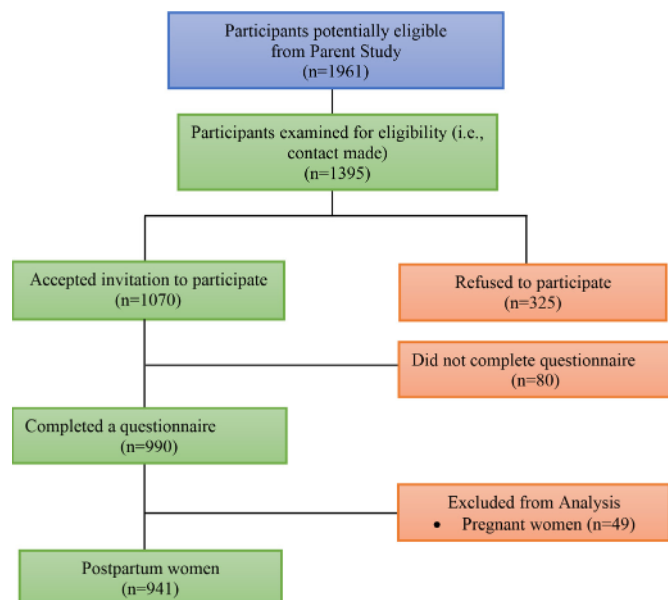 Participants potentially eligible
from Parent Study
(n=1961)
Participants examined for eligibility (i.e.,
contact made)
(n=1395)
Accepted invitation to participate
(n=1070)
Refused to participate
(n=325)
Did not complete questionnaire
(n=80)
Completed a questionnaire
(n=990)
Excluded from Analysis
• Pregnant women (n=49)
Postpartum women
(n=941)